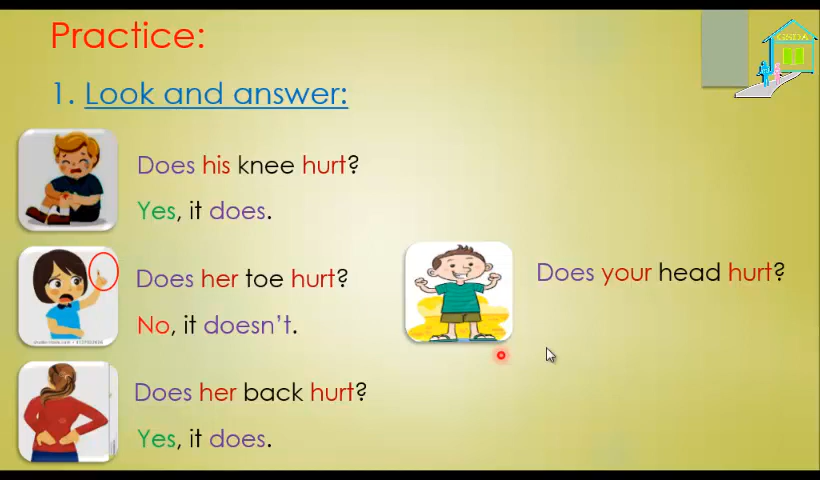 Practice:
GSDA
1. Look and answer:
Does his knee hurt?
Yes, it does.
Does her toe hurt?
No, it doesn't.
Does her back hurt?
Yes, it does.
Does your head hurt?